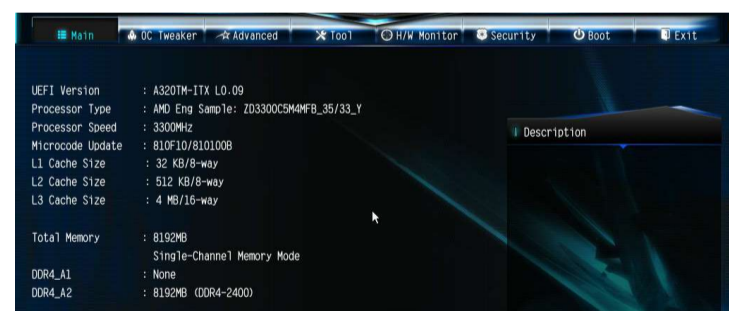 Main OC Tweaker Advanced Tool H/W Monitor Security Boot Exit
UEFI Version : A320TM-ITX L0.09
Processor Type : AMD Eng Sample: ZD3300C5M4MFB_35/33_Y
Processor Speed : 3300MHz
Description
Microcode Update : 810F10/810100B
L1 Cache Size : 32 KB/8-way
L2 Cache Size : 512 KB/8-way
L3 Cache Size : 4 MB/16-way
Total Memory : 8192MB
Single-Channel Memory Mode
DDR4_A1 : None
DDR4_A2 : 8192MB (DDR4-2400)